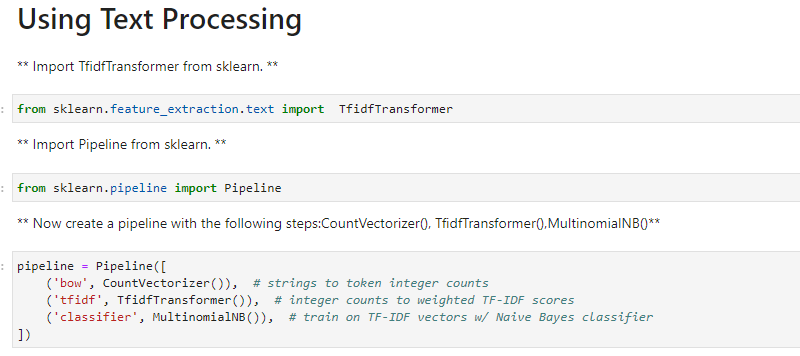 Using Text Processing
** Import TfidfTransformer from sklearn. **
: from sklearn.feature_extraction.text import  TfidfTransformer
** Import Pipeline from sklearn. **
: from sklearn.pipeline import Pipeline
** Now create a pipeline with the following steps:CountVectorizer(), TfidfTransformer(),MultinomialNB()**
: pipeline = Pipeline([
    ('bow', CountVectorizer()),  # strings to token integer counts
    ('tfidf', TfidfTransformer()),  # integer counts to weighted TF-IDF scores
    ('classifier', MultinomialNB()),  # train on TF-IDF vectors w/ Naive Bayes classifier
])